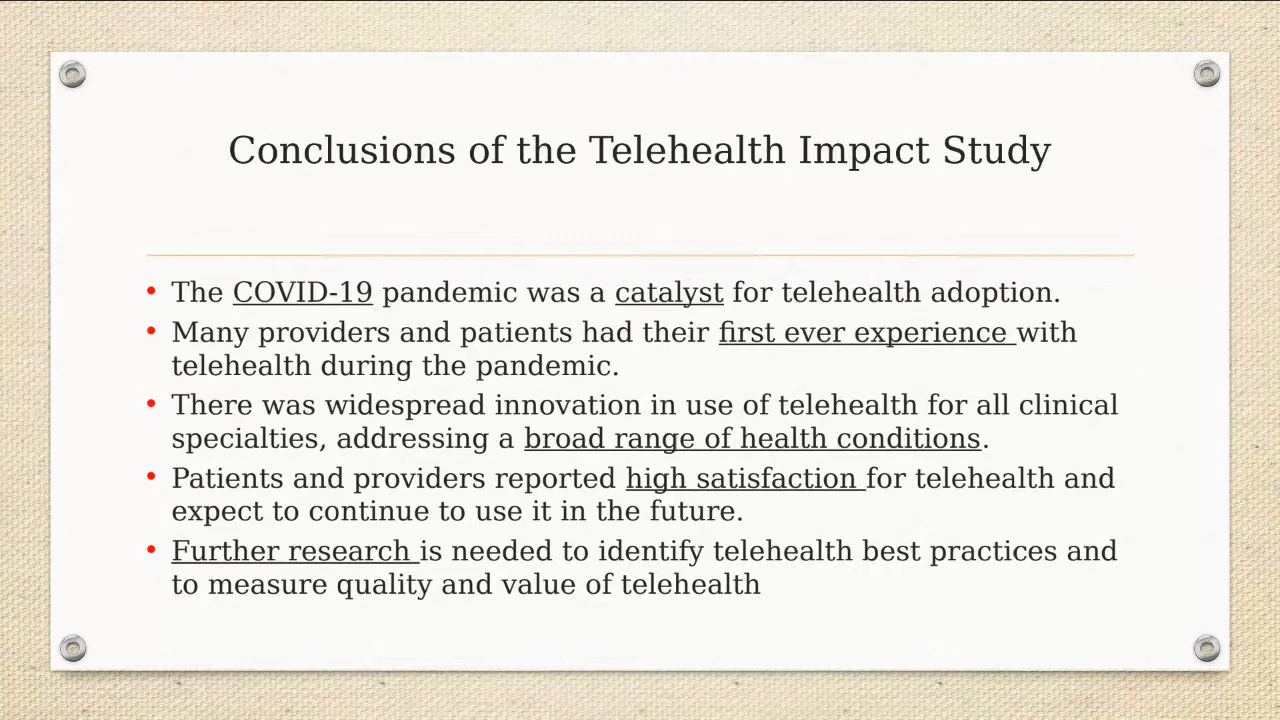 Conclusions of the Telehealth Impact Study
• The COVID-19 pandemic was a catalyst for telehealth adoption.
• Many providers and patients had their first ever experience with
telehealth during the pandemic.
• There was widespread innovation in use of telehealth for all clinical
specialties, addressing a broad range of health conditions.
• Patients and providers reported high satisfaction for telehealth and
expect to continue to use it in the future.
• Further research is needed to identify telehealth best practices and
to measure quality and value of telehealth